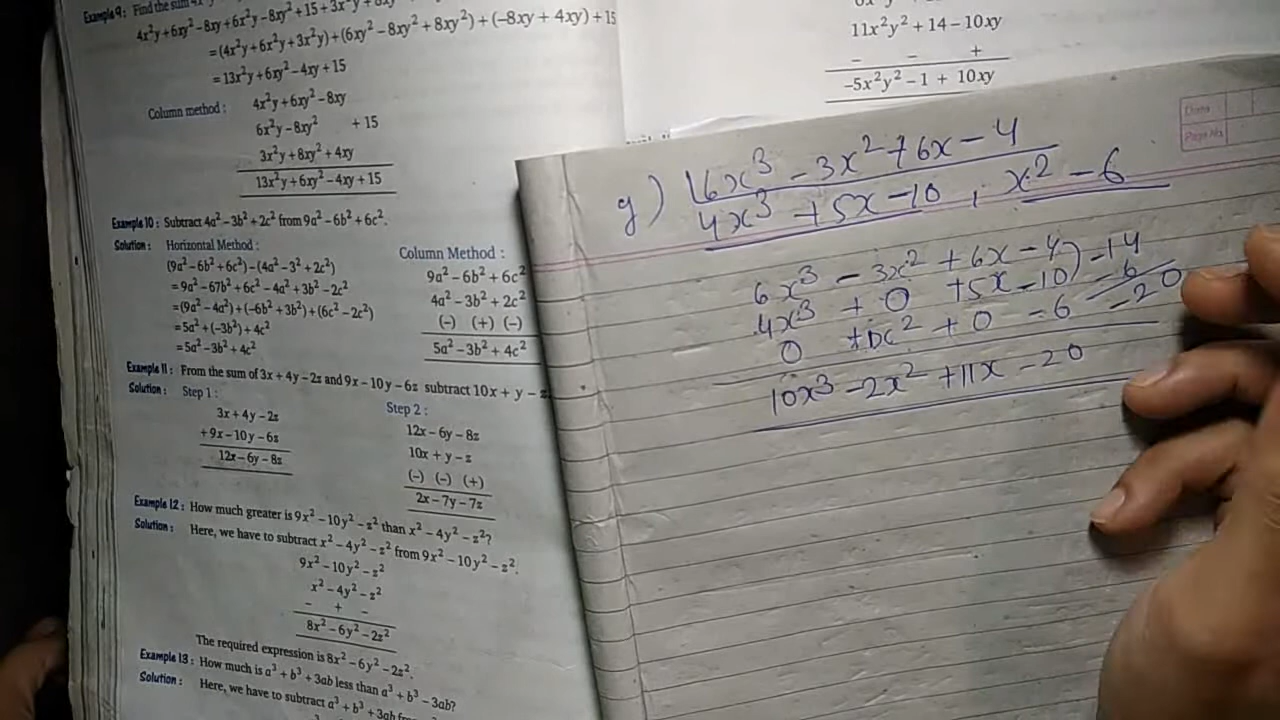 Example 9: Find the sum
4x²y+6xy²-8xy+6x²y-8xy²+15+3x²y+8xy
=(4x²y+6x²y+3x²y)+(6xy²-8xy²+8xy²)+(-8xy+4xy)+15
=13x²y+6xy²-4xy+15
Column method:
4x²y+6xy²-8xy
6x²y-8xy² +15
3x²y+8xy²+4xy
13x²y+6xy²-4xy+15
Example 10: Subtract 4a²-3b²+2c² from 9a²-6b²+6c².
Solution: Horizontal Method:
(9a²-6b²+6c²)-(4a²-3²+2c²)
=9a²-67b²+6c²-4a²+3b²-2c²
=(9a²-4a²)+(-6b²+3b²)+(6c²-2c²)
=5a²+(-3b²)+4c²
=5a²-3b²+4c²
Column Method:
9a²-6b²+6c²
4a²-3b²+2c²
(-) (+) (-)
5a²-3b²+4c²
Example 11: From the sum of 3x+4y-2z and 9x-10y-6z subtract 10x+y-z
Solution: Step 1:
3x+4y-2z
+9x-10y-6z
12x-6y-8z
Step 2:
12x-6y-8z
10x+y-z
(-) (-) (+)
2x-7y-7z
Example 12: How much greater is 9x²-10y²-z² than x²-4y²-z²?
Solution: Here, we have to subtract x²-4y²-z² from 9x²-10y²-z².
9x²-10y²-z²
x²-4y²-z²
- + -
8x²-6y²-2z²
The required expression is 8x²-6y²-2z².
Example 13: How much is a³+b³+3ab less than a³+b³-3ab?
Solution: Here, we have to subtract a³+b³+3ab
11x²y²+14-10xy
- - +
-5x²y²-1+10xy
Date
Page No.
g) 6x³-3x²+6x-4
4x³+5x-10, x²-6
6x³-3x²+6x-4) -14
4x³+0+5x-10) -6
0+1x²+0-6 -20
10x³-2x²+11x-20